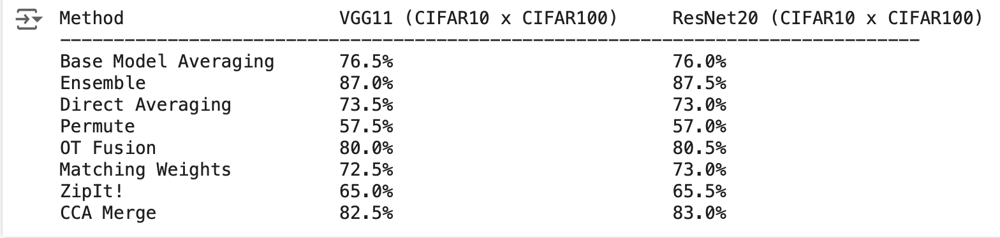 Method VGG11 (CIFAR10 x CIFAR100) ResNet20 (CIFAR10 x CIFAR100)
--------------------------------------------------------------------------------
Base Model Averaging 76.5% 76.0%
Ensemble 87.0% 87.5%
Direct Averaging 73.5% 73.0%
Permute 57.5% 57.0%
OT Fusion 80.0% 80.5%
Matching Weights 72.5% 73.0%
ZipIt! 65.0% 65.5%
CCA Merge 82.5% 83.0%